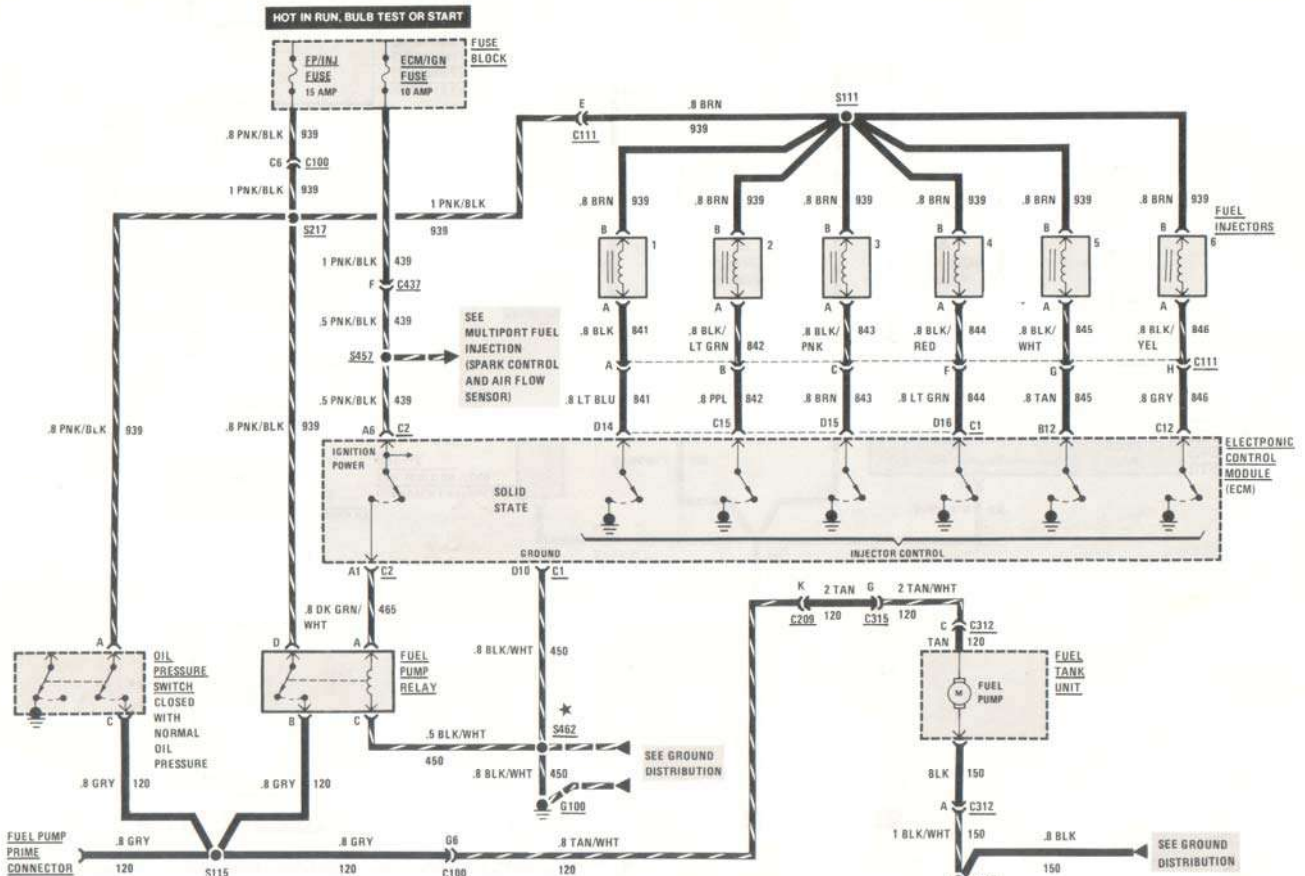 HOT IN RUN, BULB TEST OR START
FUSE
BLOCK
FP/INJ
FUSE
15 AMP
ECM/IGN
FUSE
10 AMP
.8 PNK/BLK 939
C6 C100
1 PNK/BLK 939
S217
1 PNK/BLK
939
E
C111
.8 BRN
939
S111
.8 BRN 939
.8 BRN 939
.8 BRN 939
.8 BRN 939
.8 BRN 939
.8 BRN 939
FUEL
INJECTORS
B 1
B 2
B 3
B 4
B 5
B 6
A
A
A
A
A
A
1 PNK/BLK 439
F C437
.5 PNK/BLK 439
S457
SEE
MULTIPORT FUEL
INJECTION
(SPARK CONTROL
AND AIR FLOW
SENSOR)
.5 PNK/BLK 439
A6 C2
.8 BLK 841
.8 BLK/
LT GRN 842
.8 BLK/
PNK 843
.8 BLK/
RED 844
.8 BLK/
WHT 845
.8 BLK/
YEL 846
A
B
C
F
G
H C111
.8 LT BLU 841
.8 PPL 842
.8 BRN 843
.8 LT GRN 844
.8 TAN 845
.8 GRY 846
D14
C15
D15
D16 C1
B12
C12
.8 PNK/BLK 939
.8 PNK/BLK 939
IGNITION
POWER
SOLID
STATE
ELECTPONIC
CONTROL
MODULE
(ECM)
GROUND
INJECTOR CONTROL
A1 C2
D10 C1
.8 DK GRN/
WHT 465
.8 BLK/WHT 450
K
C209
2 TAN
120
G
C315
2 TAN/WHT
120
C C312
TAN 120
A
OIL
PRESSURE
SWITCH
CLOSED
WITH
NORMAL
OIL
PRESSURE
C
D
A
FUEL
PUMP
RELAY
B
C
FUEL
TANK
UNIT
M
FUEL
PUMP
.5 BLK/WHT
450
★
S462
SEE GROUND
DISTRIBUTION
.8 BLK/WHT 450
G100
BLK 150
A C312
1 BLK/WHT 150
.8 BLK
150
SEE GROUND
DISTRIBUTION
.8 GRY 120
.8 GRY 120
FUEL PUMP
PRIME
CONNECTOR
.8 GRY
120
S115
.8 GRY
120
G6
C100
.8 TAN/WHT
120